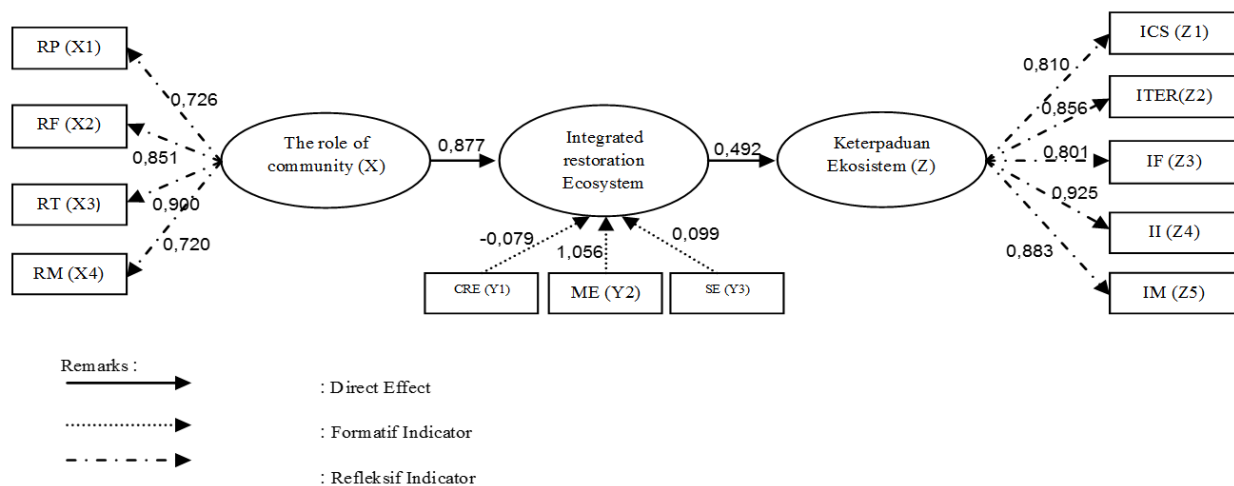 RP (X1)
RF (X2)
RT (X3)
RM (X4)
0,726
0,851
0,900
0,720
The role of
community (X)
0,877
Integrated
restoration
Ecosystem
0,492
Keterpaduan
Ekosistem (Z)
-0,079
1,056
0,099
CRE (Y1)
ME (Y2)
SE (Y3)
0,810
0,856
0,801
0,925
0,883
ICS (Z1)
ITER(Z2)
IF (Z3)
II (Z4)
IM (Z5)
Remarks :
: Direct Effect
: Formatif Indicator
: Refleksif Indicator